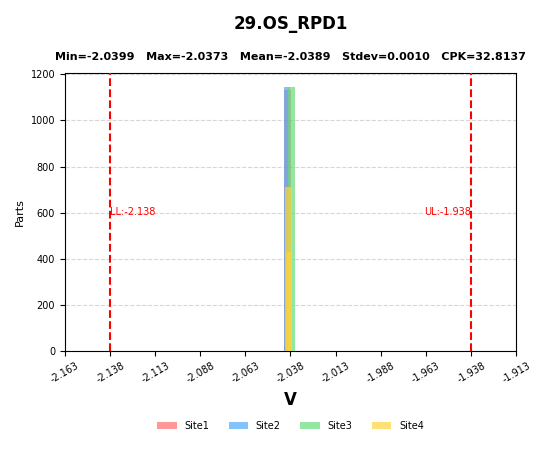 29.OS_RPD1
Min=-2.0399 Max=-2.0373 Mean=-2.0389 Stdev=0.0010 CPK=32.8137
1200
1000
800
600
400
200
0
Parts
LL:-2.138
UL:-1.938
-2.163 -2.138 -2.113 -2.088 -2.063 -2.038 -2.013 -1.988 -1.963 -1.938 -1.913
V
Site1 Site2 Site3 Site4